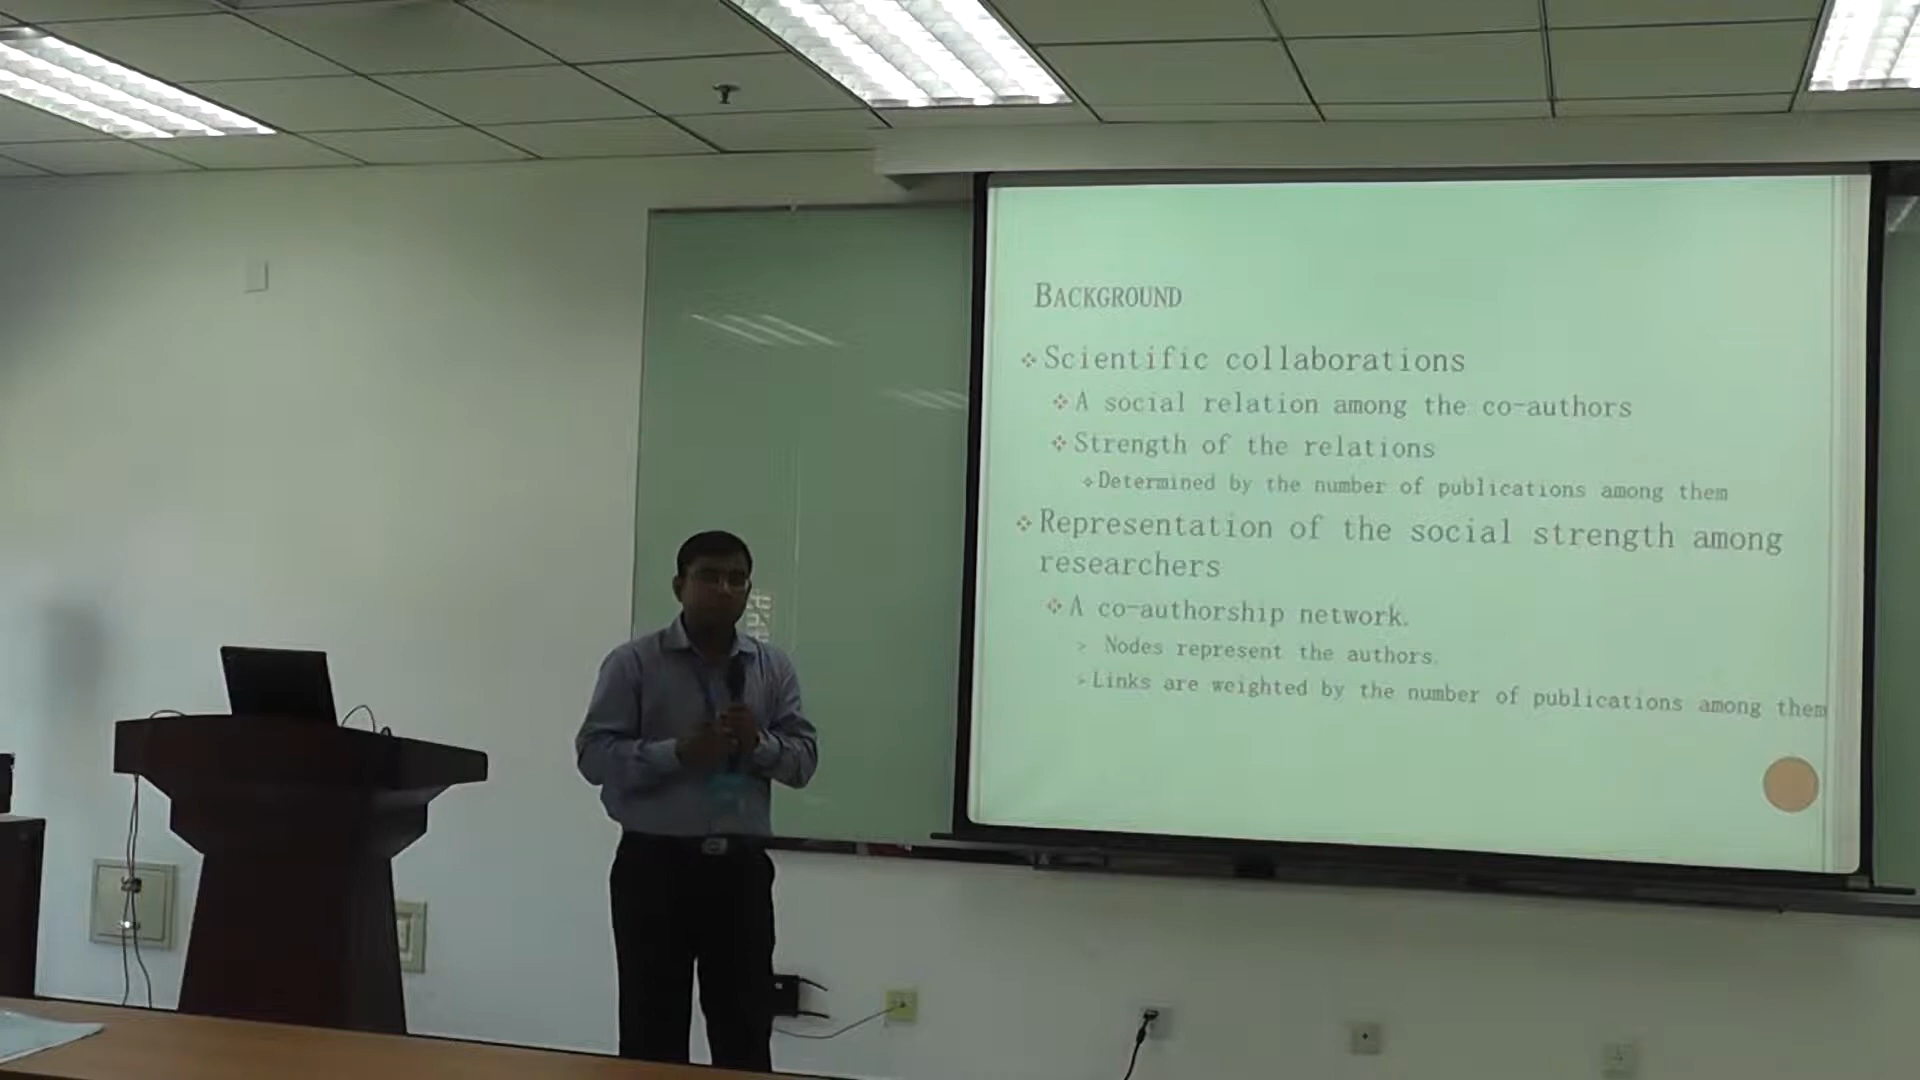 BACKGROUND
Scientific collaborations
A social relation among the co-authors
Strength of the relations
Determined by the number of publications among them
Representation of the social strength among
researchers
A co-authorship network.
Nodes represent the authors.
Links are weighted by the number of publications among them